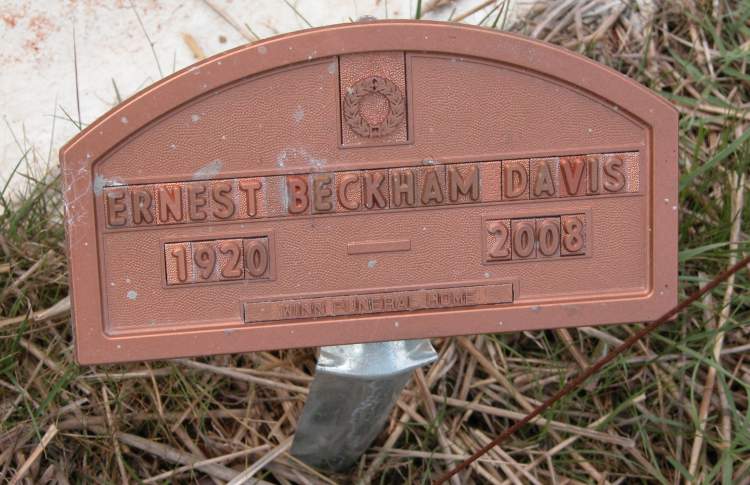 ERNEST BECKHAM DAVIS
1920 — 2008
WINN FUNERAL HOME